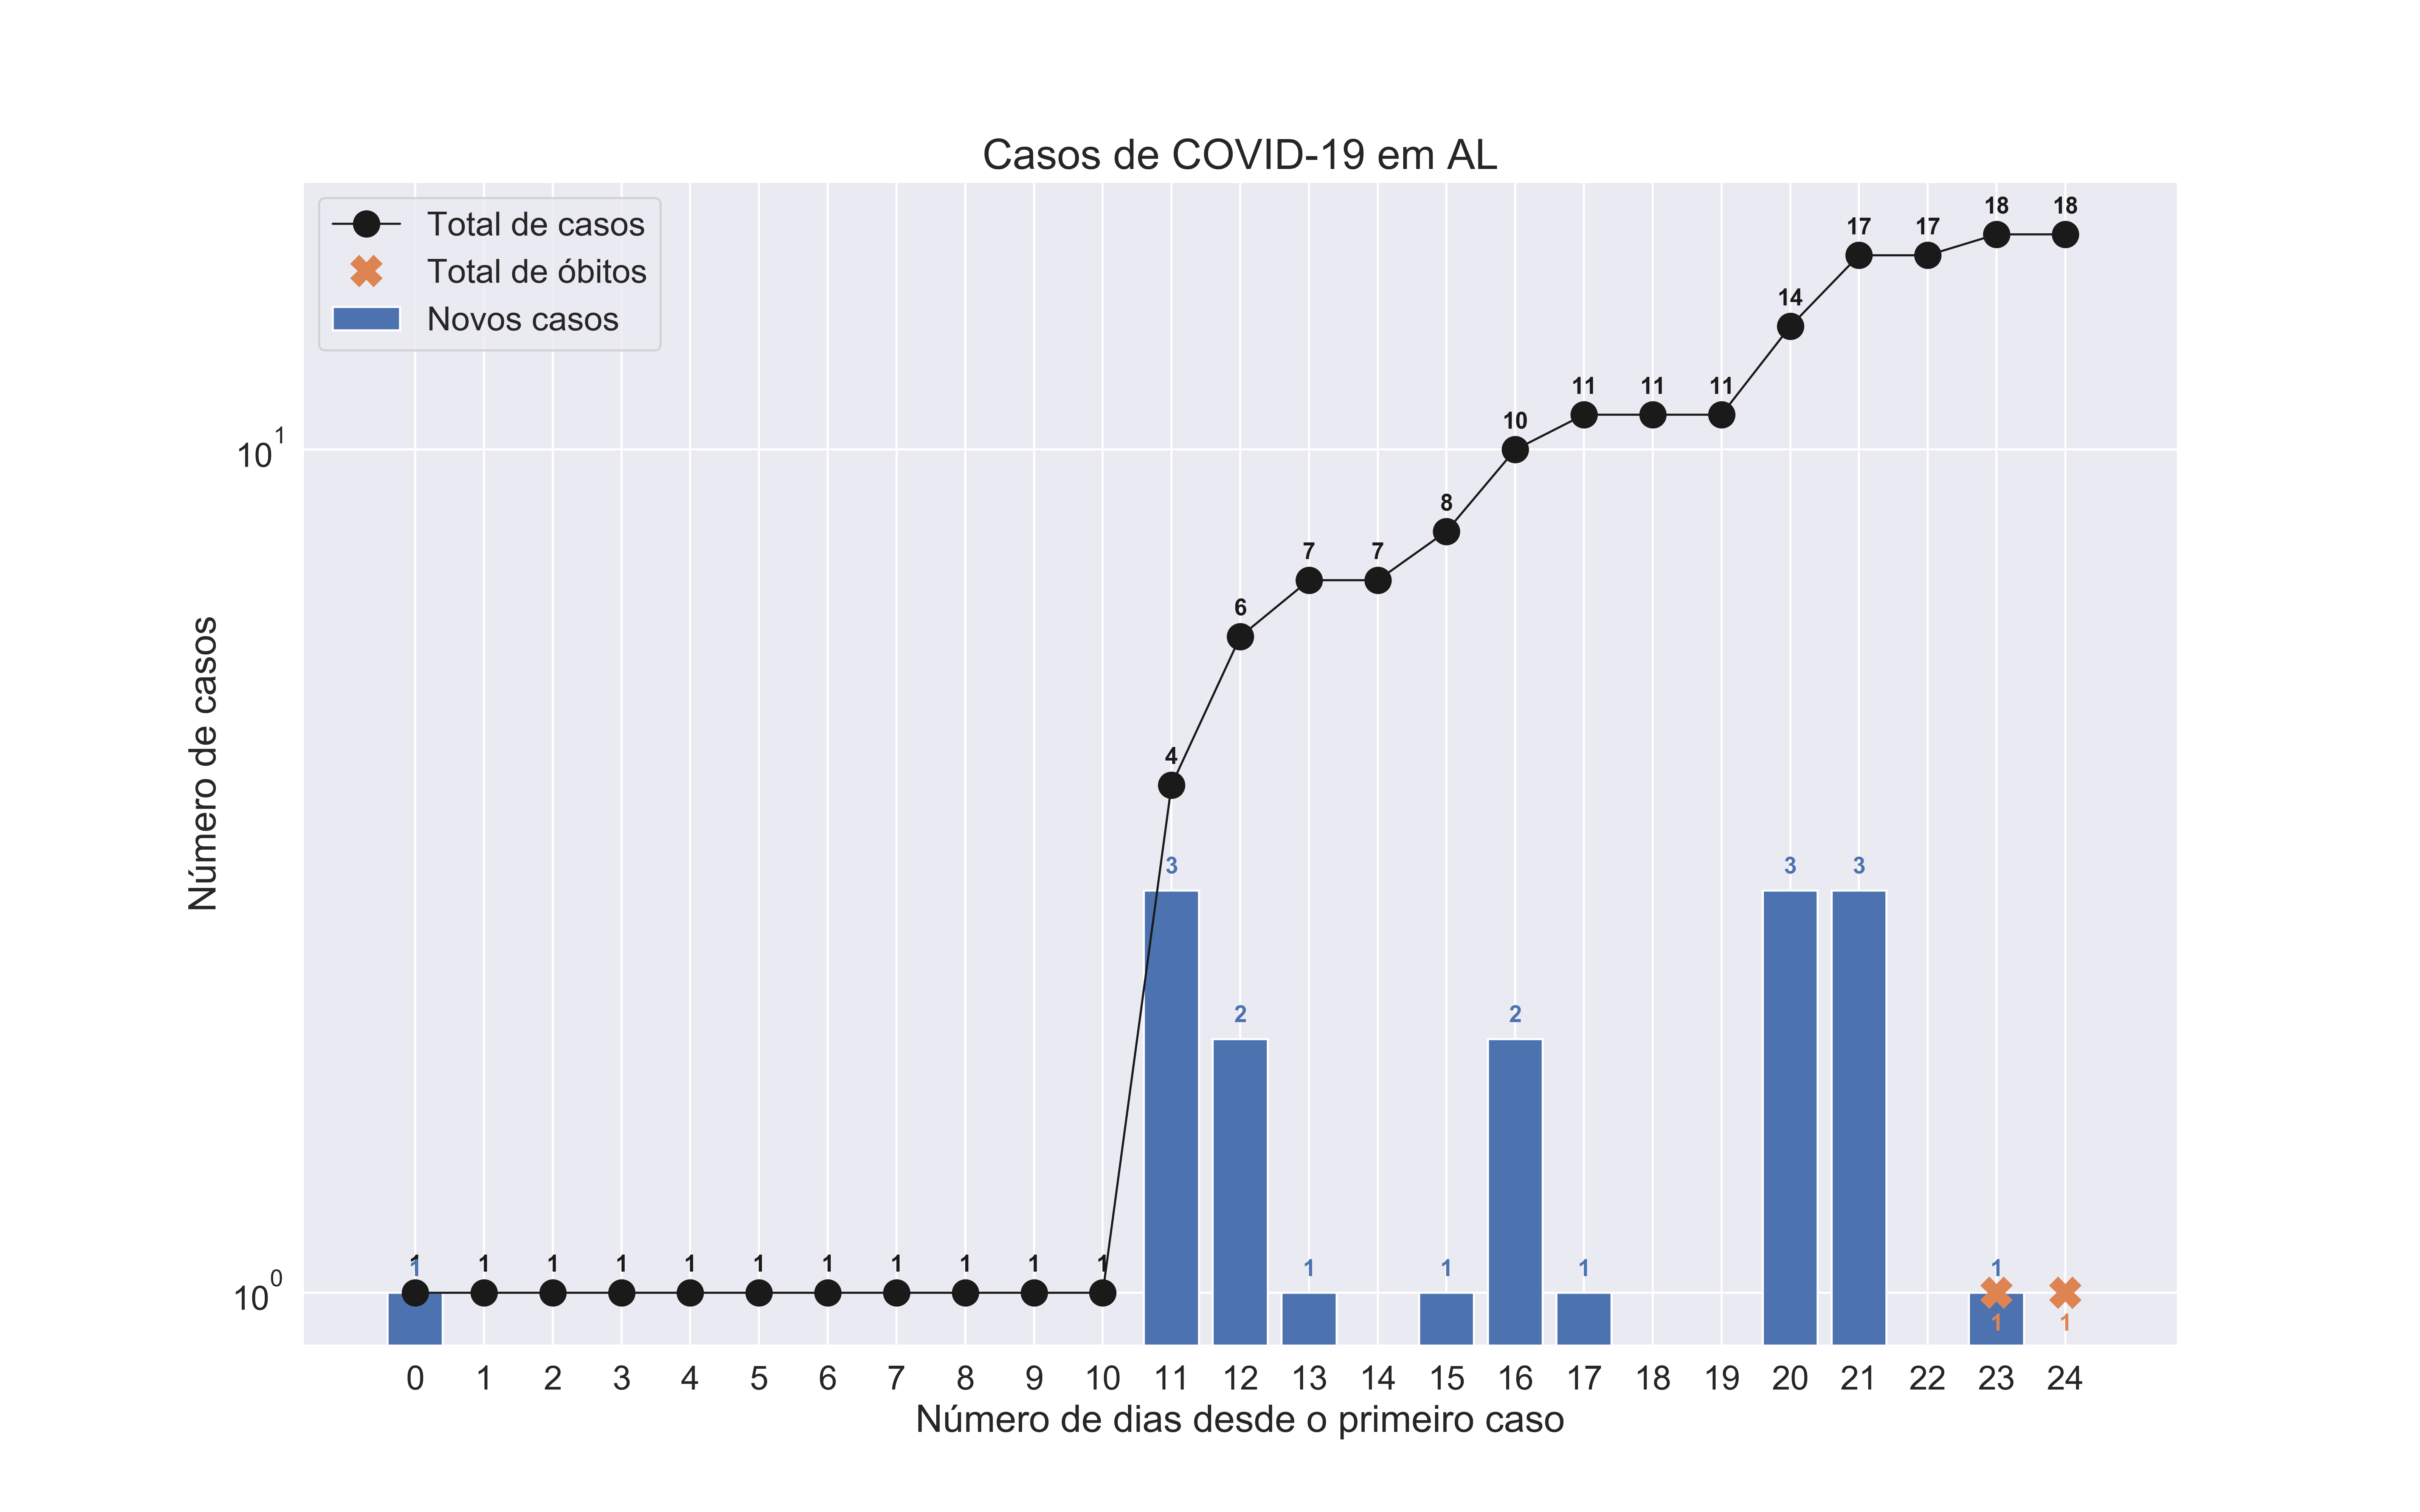 Casos de COVID-19 em AL
Total de casos
Total de óbitos
Novos casos
18 18
17 17
14
11 11 11
10
10^1
8
7 7
6
4
3 3 3
2 2
1 1 1 1 1 1 1 1 1 1 1
1 1 1 1 1
10^0
1 1
Número de casos
0 1 2 3 4 5 6 7 8 9 10 11 12 13 14 15 16 17 18 19 20 21 22 23 24
Número de dias desde o primeiro caso